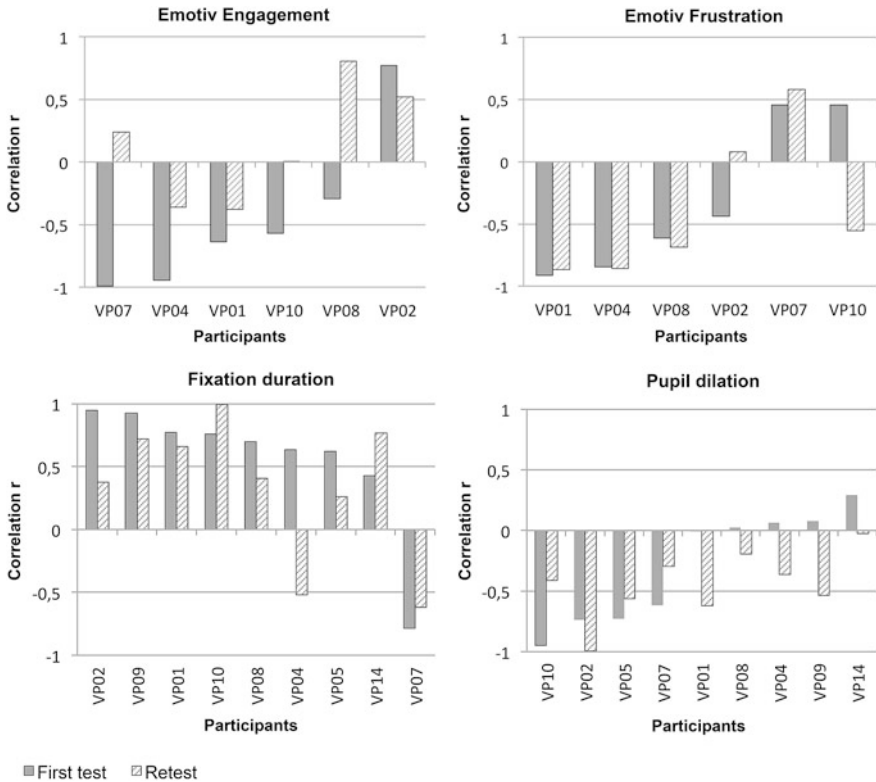 Emotiv Engagement
1
0,5
0
-0,5
-1
Correlation r
VP07 VP04 VP01 VP10 VP08 VP02
Participants
Emotiv Frustration
1
0,5
0
-0,5
-1
Correlation r
VP01 VP04 VP08 VP02 VP07 VP10
Participants
Fixation duration
1
0,5
0
-0,5
-1
Correlation r
VP02 VP09 VP01 VP10 VP08 VP04 VP05 VP14 VP07
Participants
Pupil dilation
1
0,5
0
-0,5
-1
Correlation r
VP10 VP02 VP05 VP07 VP01 VP08 VP04 VP09 VP14
Participants
First test Retest